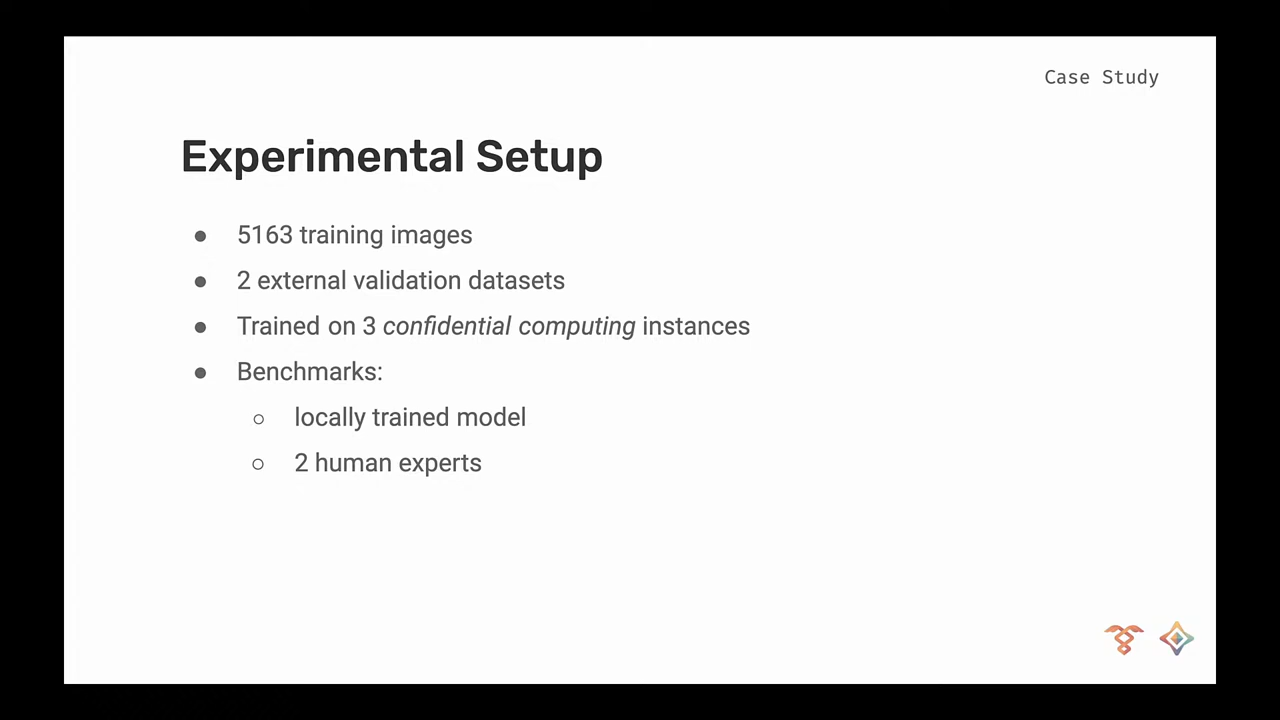 Case Study
Experimental Setup
● 5163 training images
● 2 external validation datasets
● Trained on 3 confidential computing instances
● Benchmarks:
○ locally trained model
○ 2 human experts